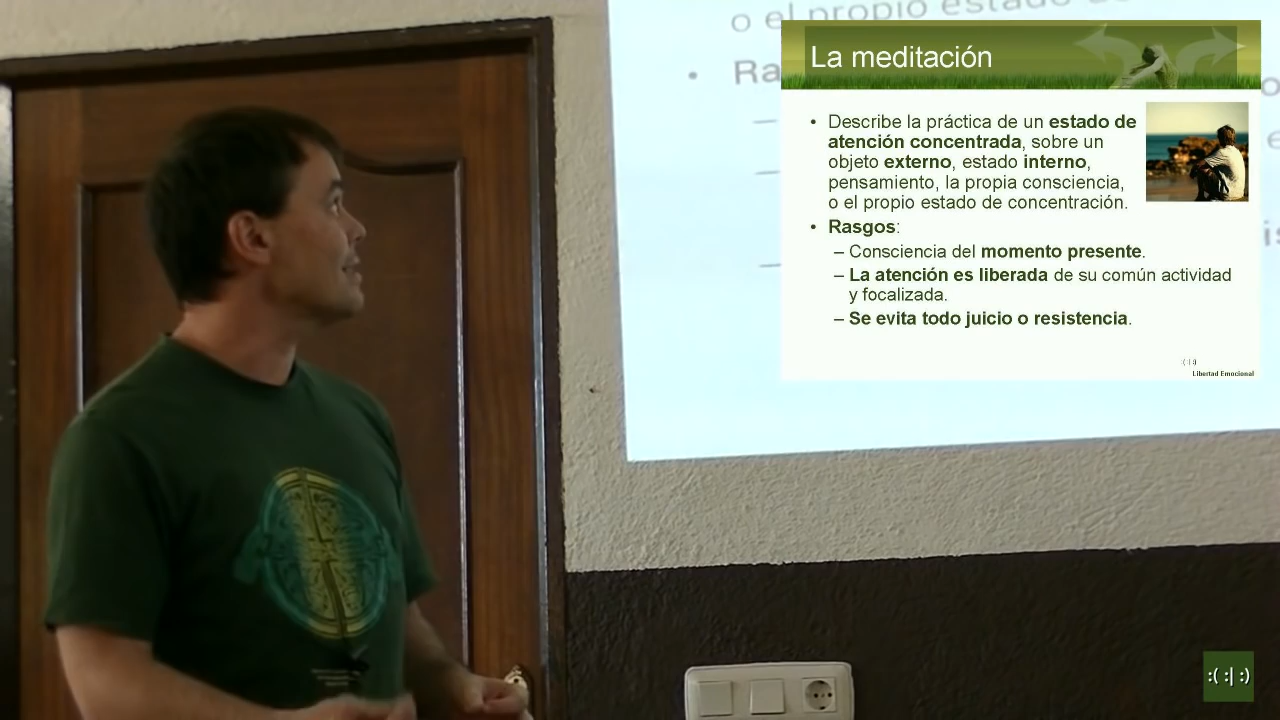 o el propio estado de
• Ra
La meditación
• Describe la práctica de un estado de
atención concentrada, sobre un
objeto externo, estado interno,
pensamiento, la propia consciencia,
o el propio estado de concentración.
• Rasgos:
– Consciencia del momento presente.
– La atención es liberada de su común actividad
y focalizada.
– Se evita todo juicio o resistencia.
:( :| :)
Libertad Emocional
:( :| :)